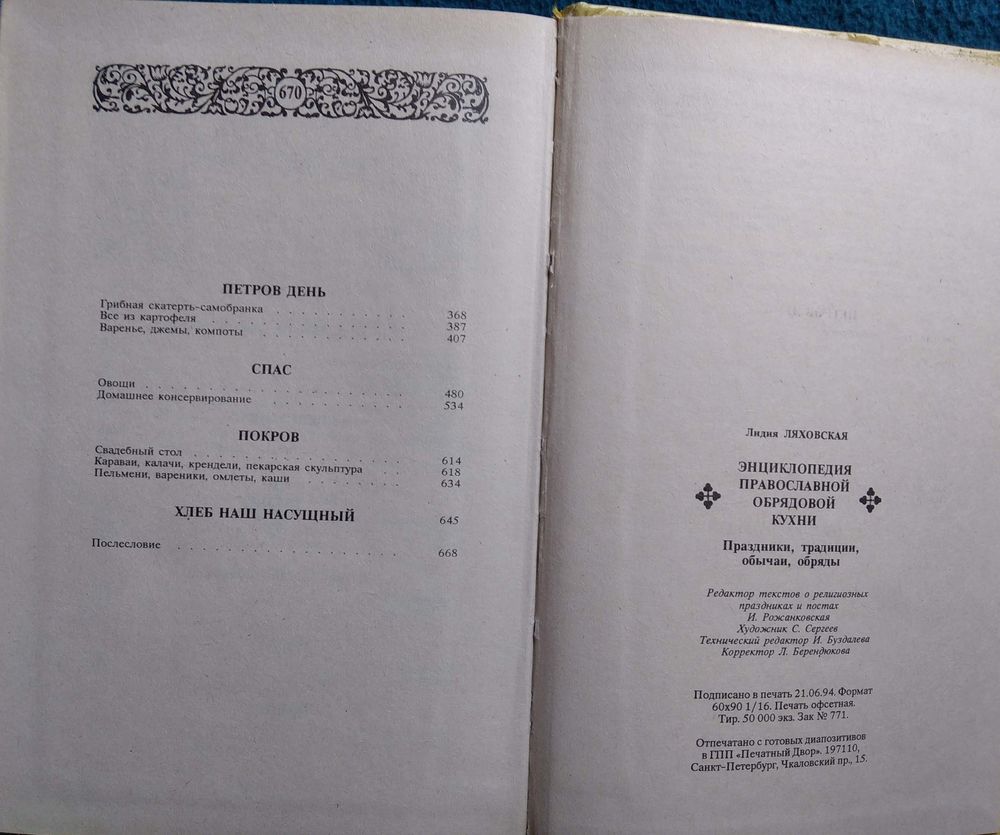 670
ПЕТРОВ ДЕНЬ
Грибная скатерть-самобранка . . . . . . . . . . 368
Все из картофеля . . . . . . . . . . . . . 387
Варенье, джемы, компоты . . . . . . . . . . 407
СПАС
Овощи . . . . . . . . . . . . . . . 480
Домашнее консервирование . . . . . . . . . 534
ПОКРОВ
Свадебный стол . . . . . . . . . . . . . 614
Караваи, калачи, крендели, пекарская скульптура . . 618
Пельмени, вареники, омлеты, каши . . . . . . 634
ХЛЕБ НАШ НАСУЩНЫЙ 645
Послесловие . . . . . . . . . . . . . . 668
Лидия ЛЯХОВСКАЯ
ЭНЦИКЛОПЕДИЯ
ПРАВОСЛАВНОЙ
ОБРЯДОВОЙ
КУХНИ
Праздники, традиции,
обычаи, обряды
Редактор текстов о религиозных
праздниках и постах
И. Рожанковская
Художник С. Сергеев
Технический редактор И. Буздалева
Корректор Л. Берендюкова
Подписано в печать 21.06.94. Формат
60х90 1/16. Печать офсетная.
Тир. 50 000 экз. Зак № 771.
Отпечатано с готовых диапозитивов
в ГПП «Печатный Двор». 197110,
Санкт-Петербург, Чкаловский пр., 15.